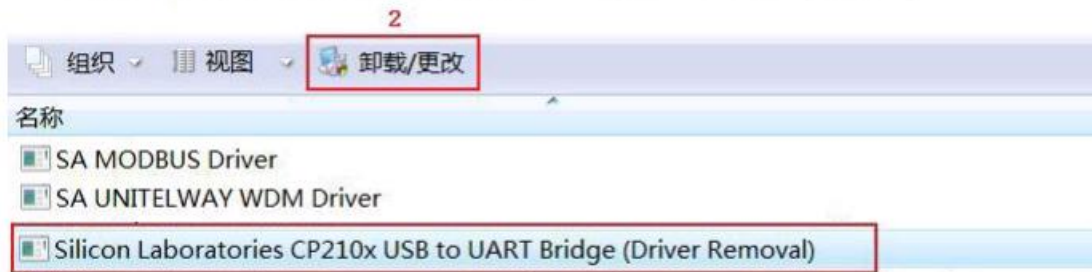 2
组织 视图 卸载/更改
名称
SA MODBUS Driver
SA UNITELWAY WDM Driver
Silicon Laboratories CP210x USB to UART Bridge (Driver Removal)